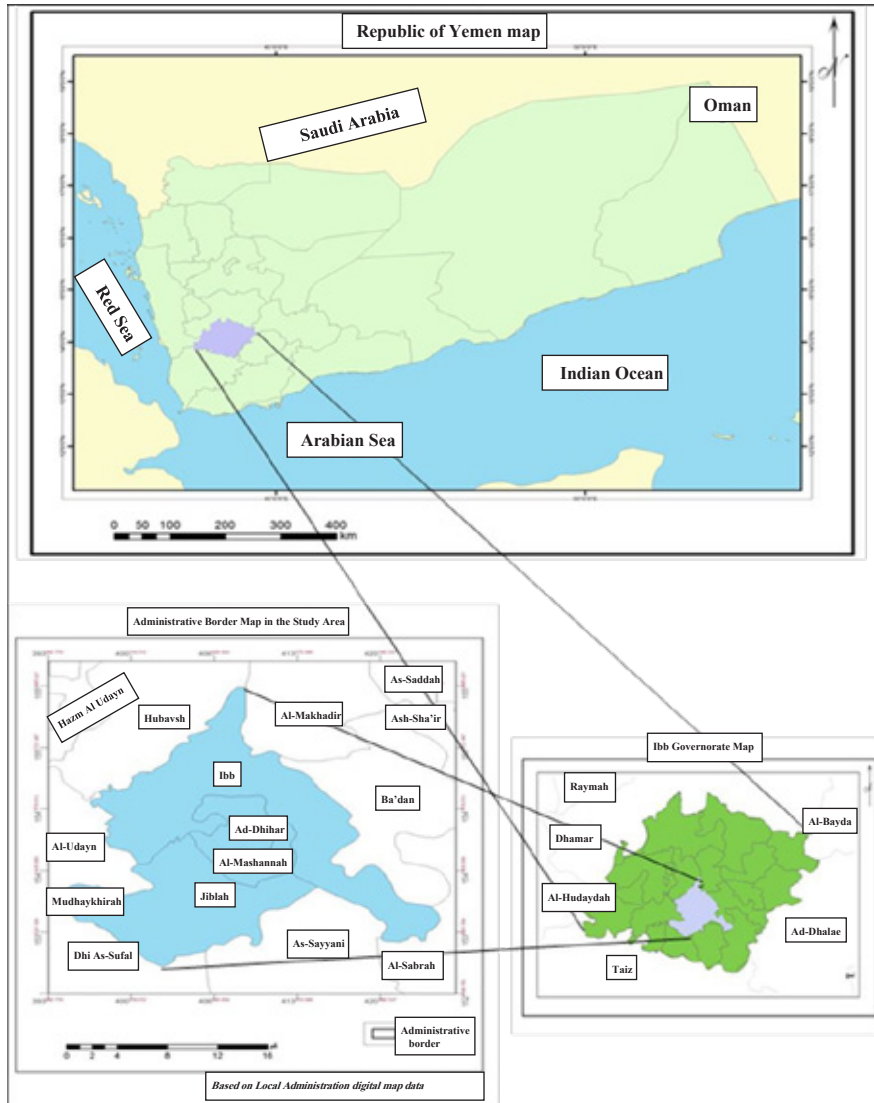 Republic of Yemen map
Saudi Arabia
Oman
Red Sea
Indian Ocean
Arabian Sea
0 50 100 200 300 400
km
Administrative Border Map in the Study Area
As-Saddah
Hazm Al Udayn
Hubavsh
Al-Makhadir
Ash-Sha'ir
Ibb
Ba'dan
Ad-Dhihar
Al-Udayn
Al-Mashannah
Mudhaykhirah
Jiblah
As-Sayyani
Dhi As-Sufal
Al-Sabrah
0 2 4 8 12 16
Administrative
border
Based on Local Administration digital map data
Ibb Governorate Map
Raymah
Al-Bayda
Dhamar
Al-Hudaydah
Ad-Dhalae
Taiz